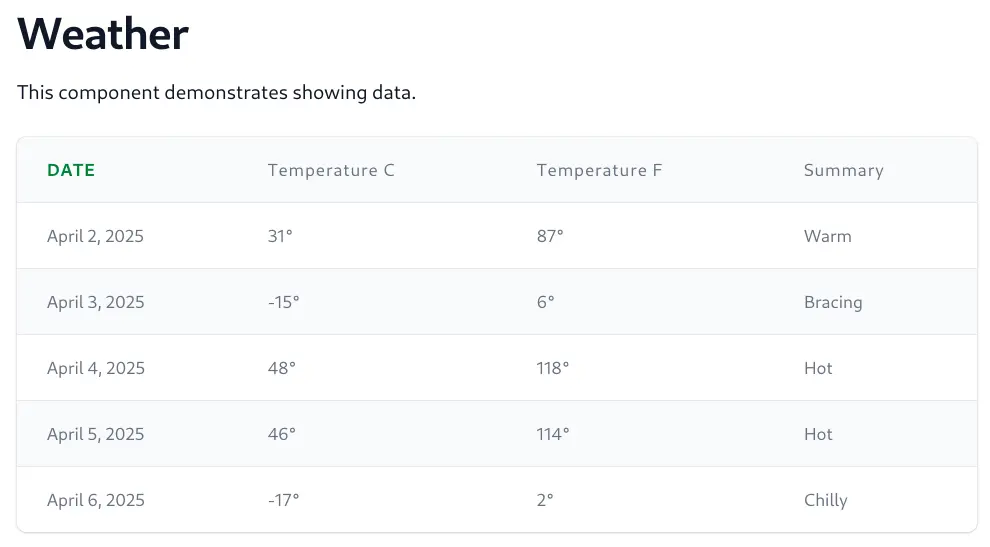 Weather
This component demonstrates showing data.
DATE Temperature C Temperature F Summary
April 2, 2025 31° 87° Warm
April 3, 2025 -15° 6° Bracing
April 4, 2025 48° 118° Hot
April 5, 2025 46° 114° Hot
April 6, 2025 -17° 2° Chilly